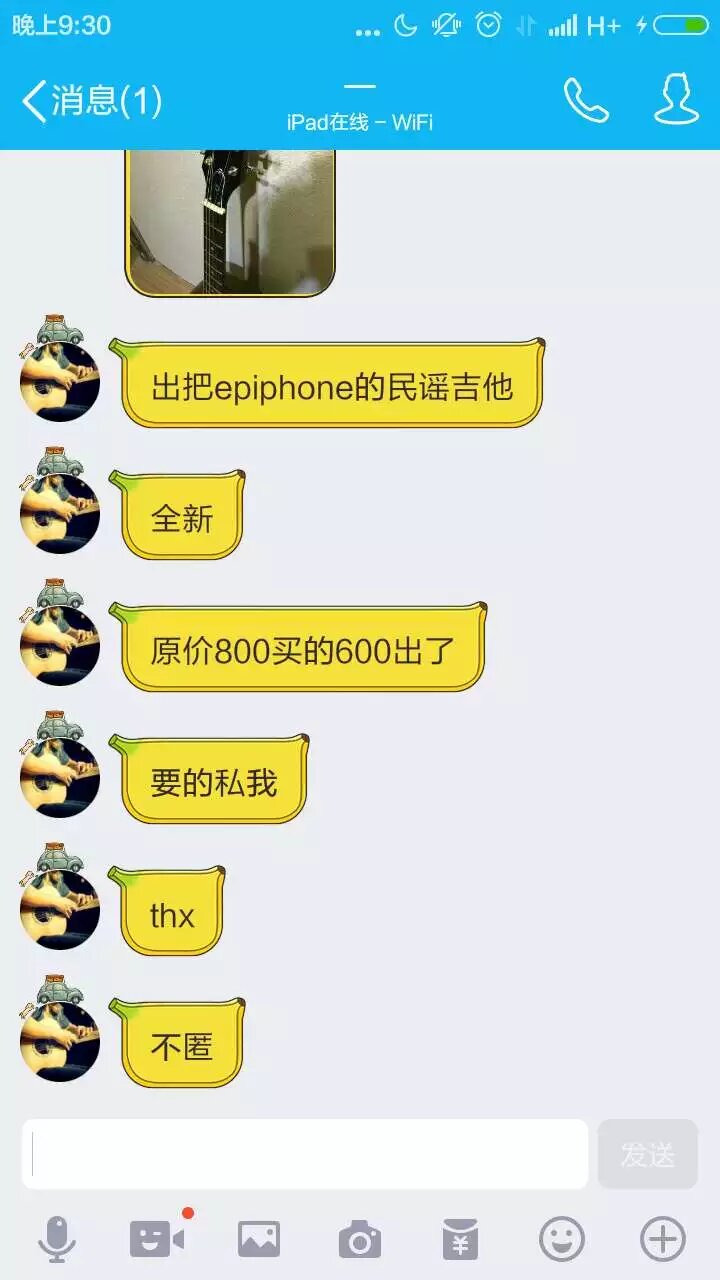 晚上9:30
H+
消息(1)
一
iPad在线 – WiFi
出把epiphone的民谣吉他
全新
原价800买的600出了
要的私我
thx
不匿
发送